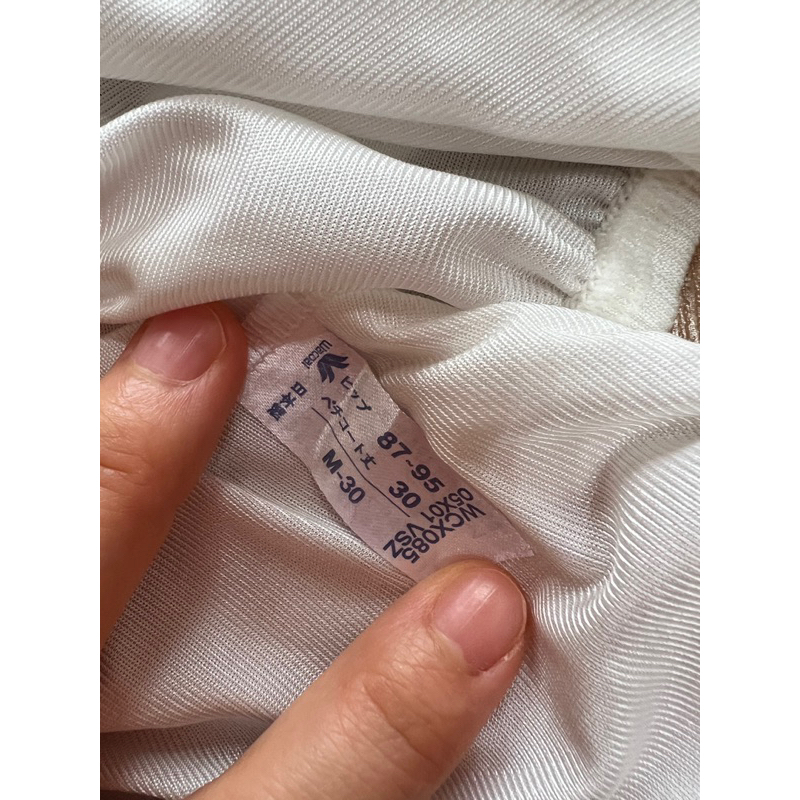 Wacoal
日本製
ヒップ 87-95
ペチコート丈 30
M-30
WCX085
05X01 VSZ